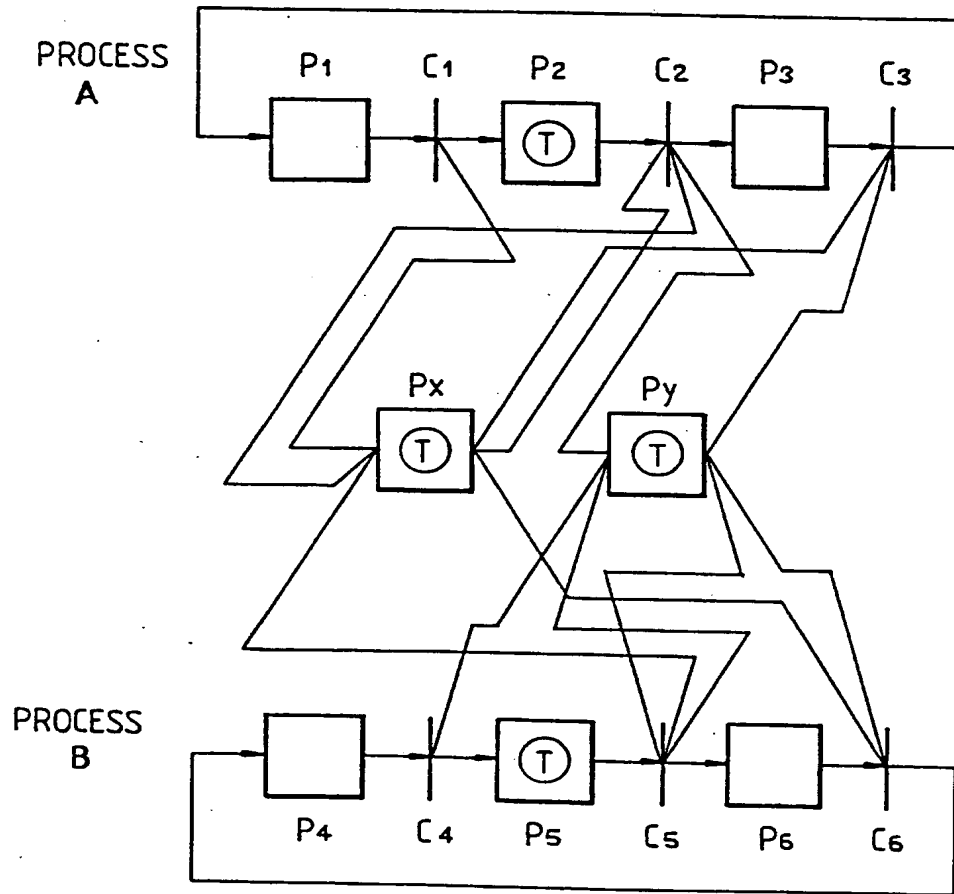 PROCESS
A
P1 C1 P2 C2 P3 C3
T
Px Py
T T
PROCESS
B
T
P4 C4 P5 C5 P6 C6